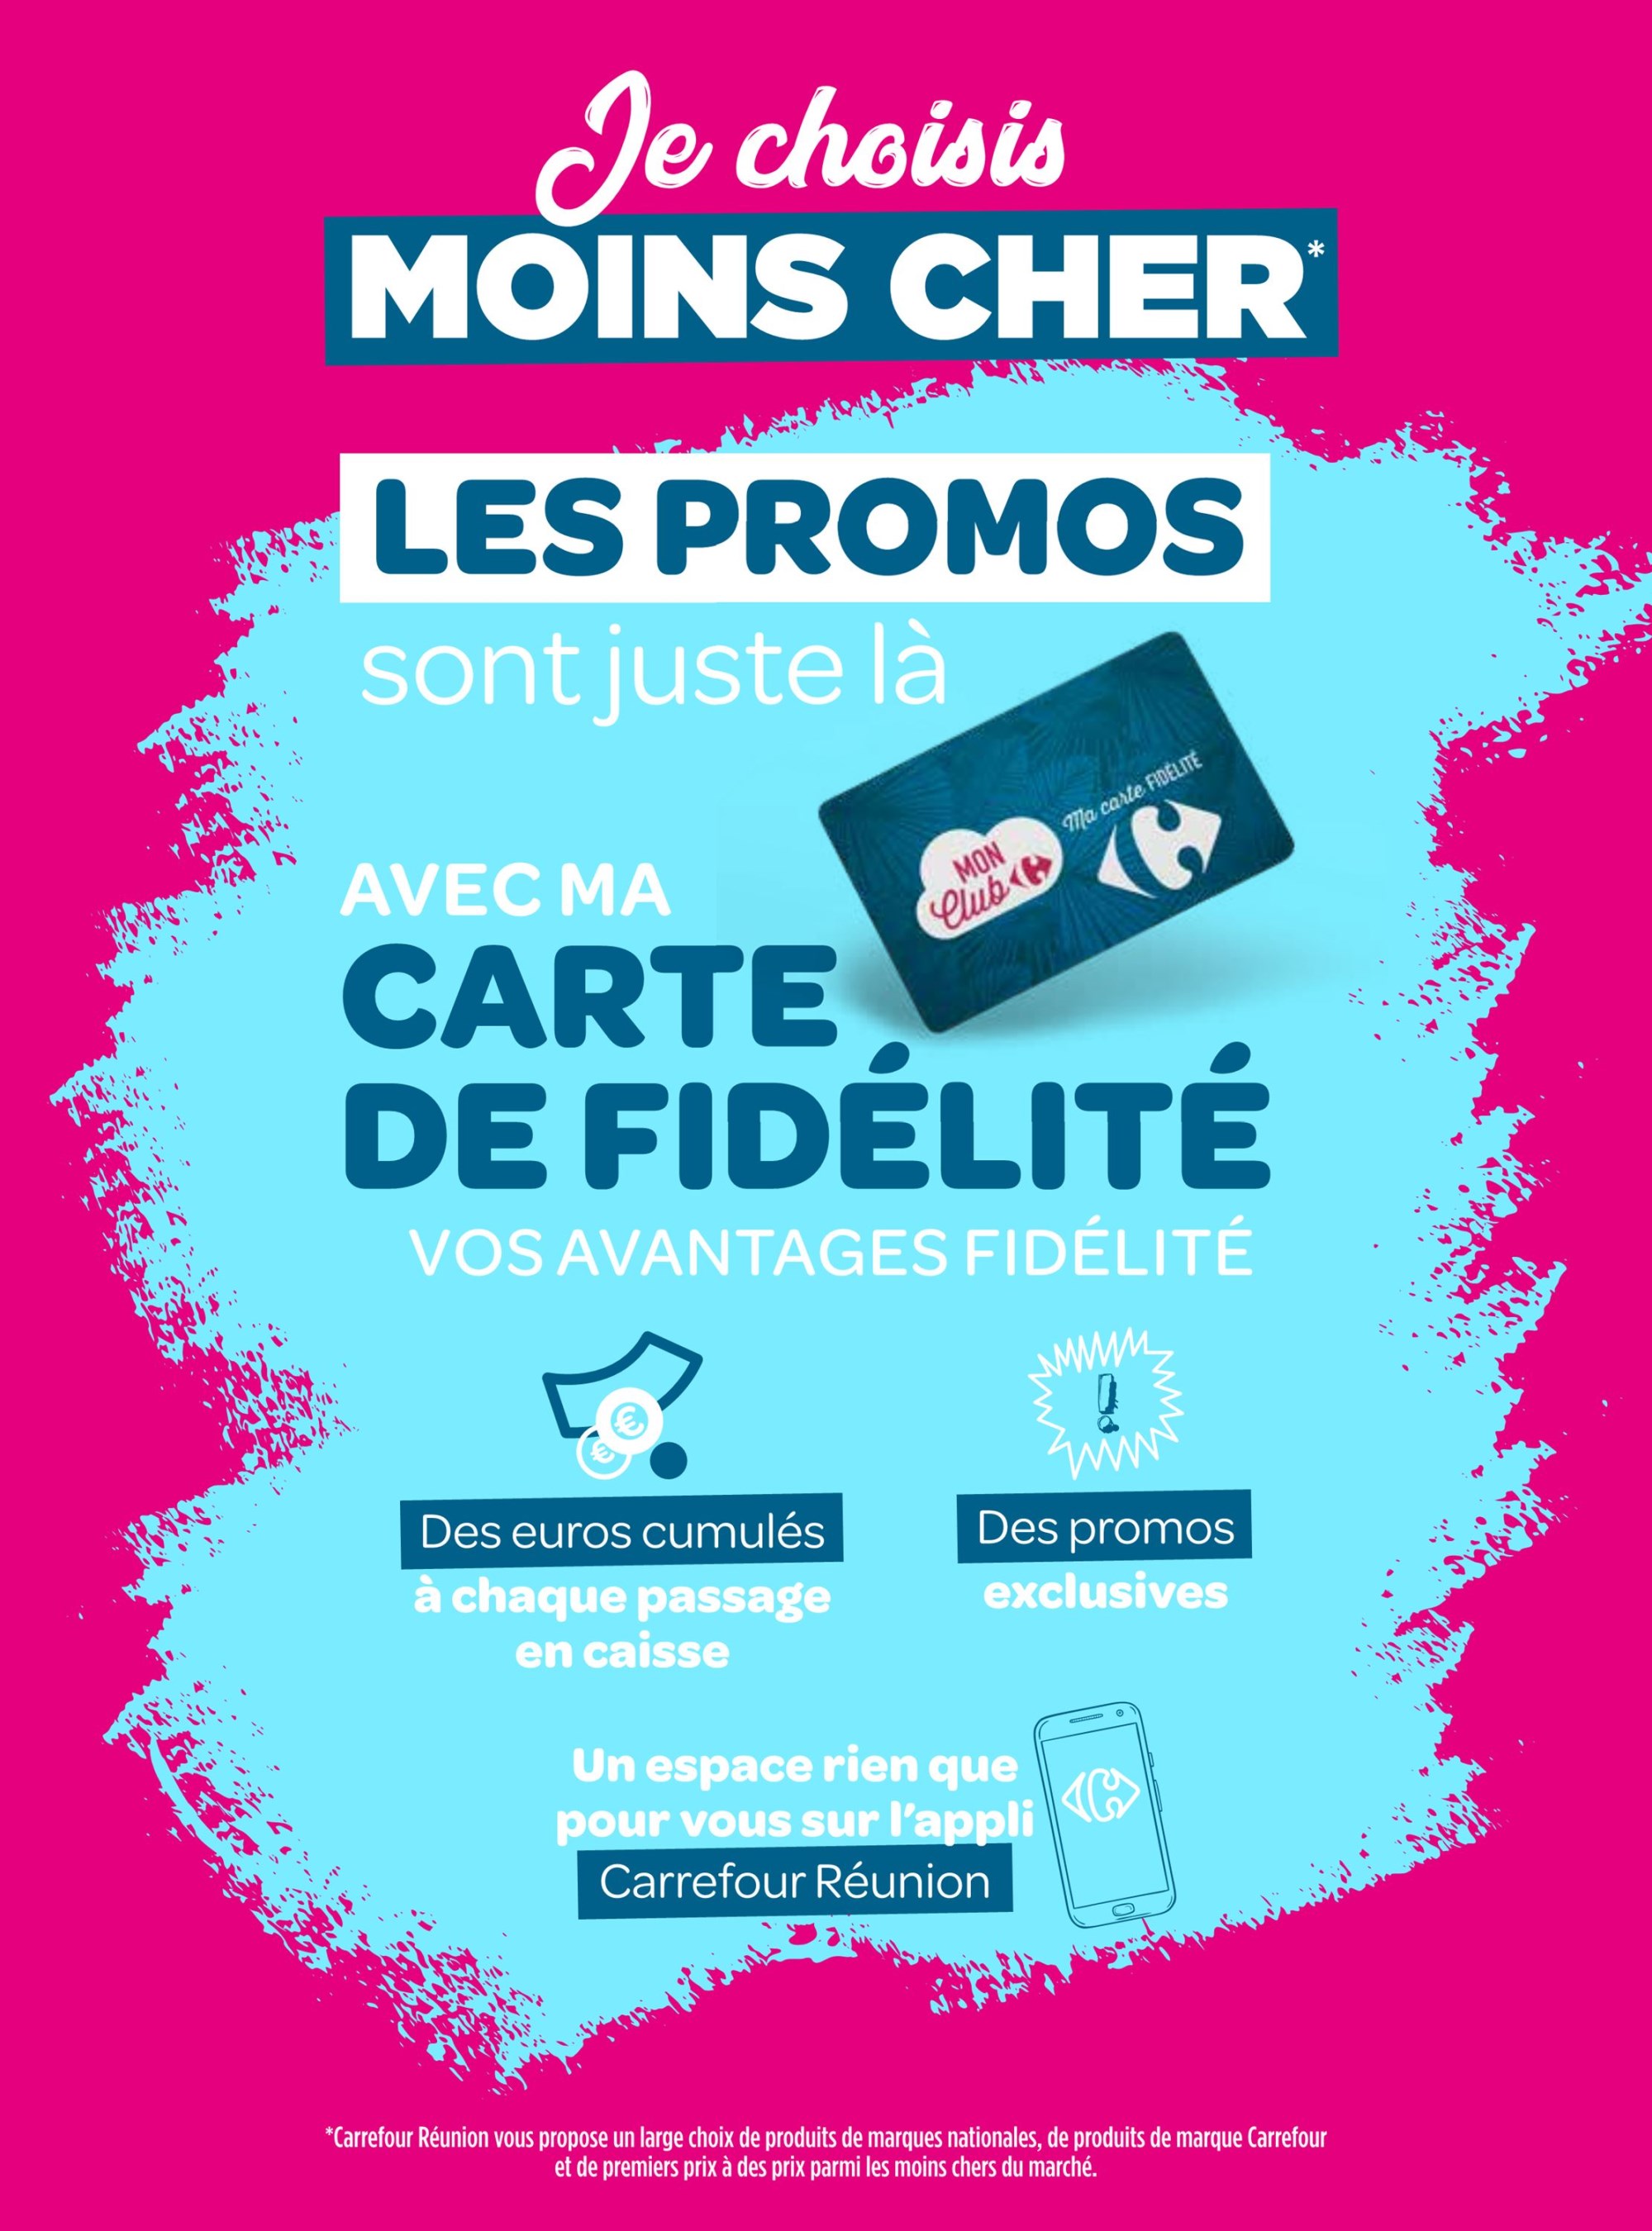 Je choisis
MOINS CHER*
LES PROMOS
sont juste là
Ma carte FIDÉLITÉ
MON
Club
AVEC MA
CARTE
DE FIDÉLITÉ
VOS AVANTAGES FIDÉLITÉ
€
€
!
Des euros cumulés
à chaque passage
en caisse
Des promos
exclusives
Un espace rien que
pour vous sur l'appli
Carrefour Réunion
*Carrefour Réunion vous propose un large choix de produits de marques nationales, de produits de marque Carrefour
et de premiers prix à des prix parmi les moins chers du marché.